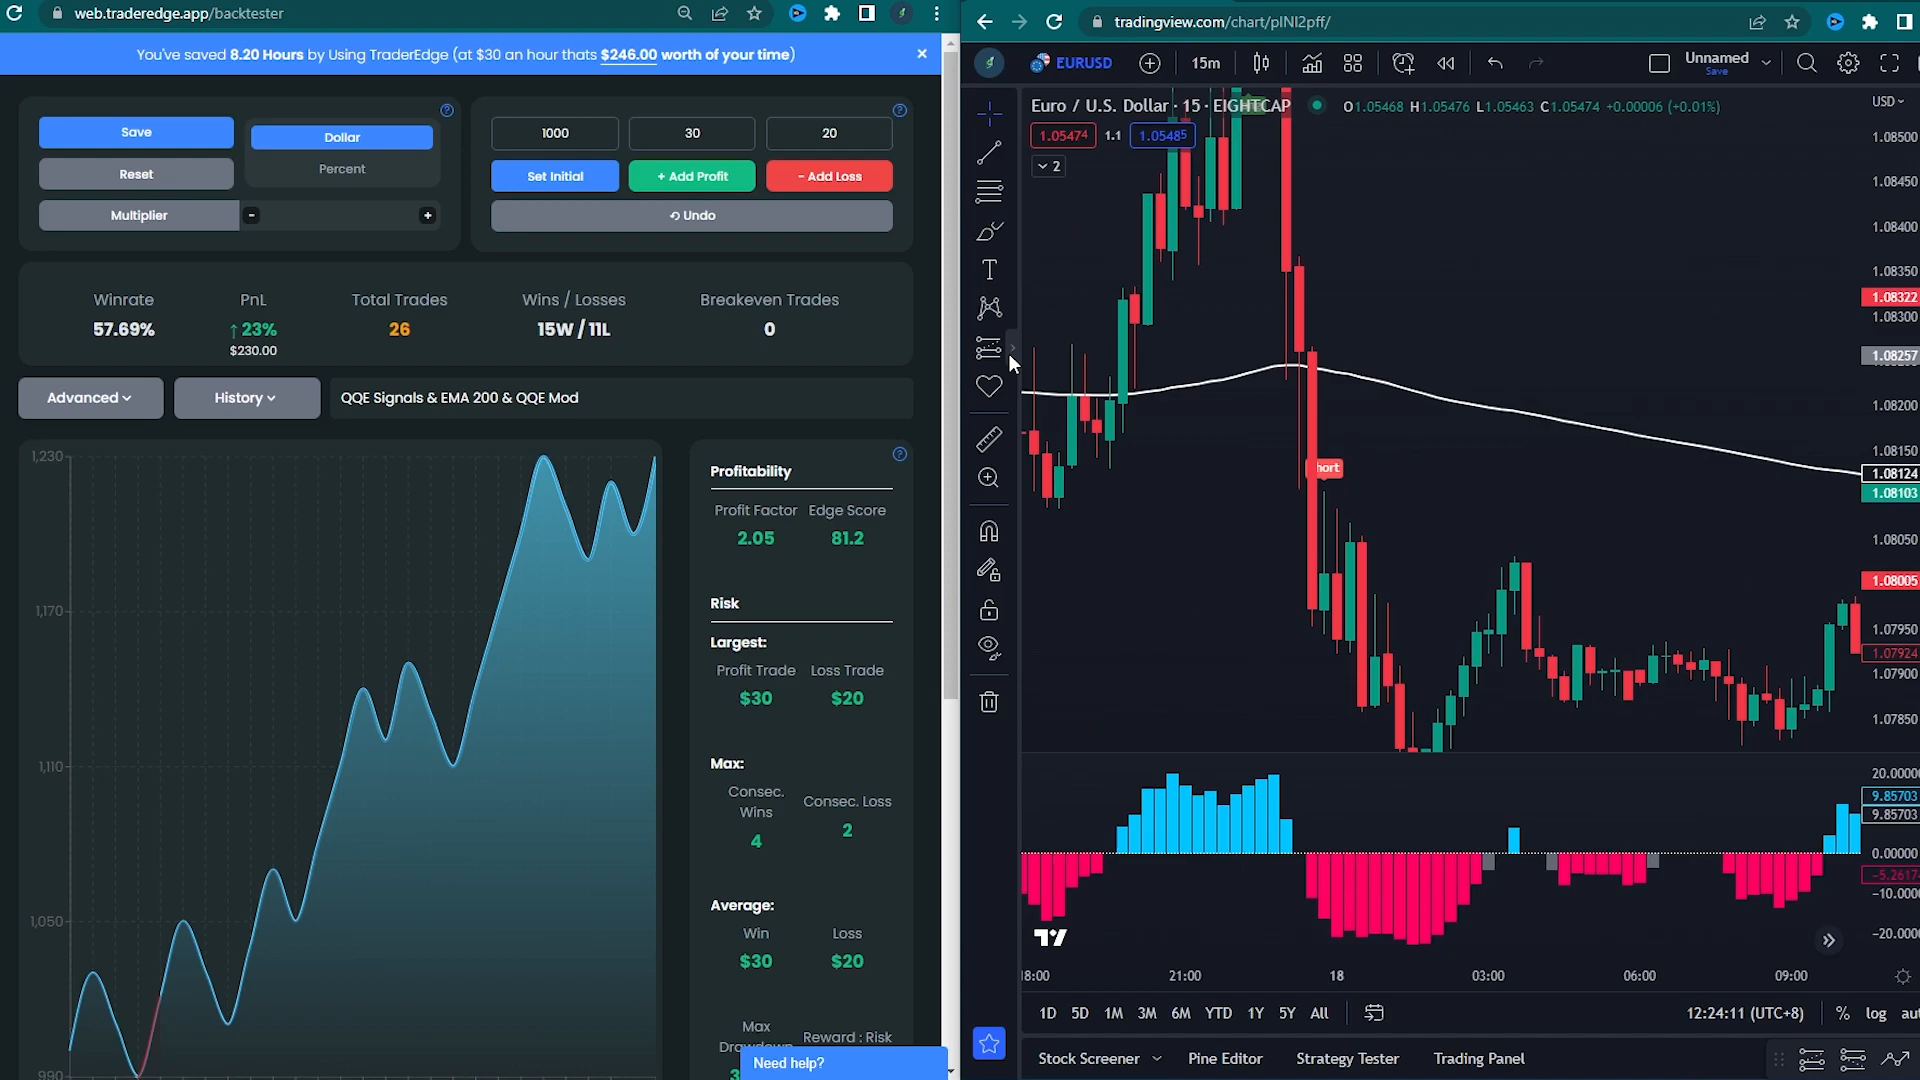 web.traderedge.app/backtester
You've saved 8.20 Hours by Using TraderEdge (at $30 an hour thats $246.00 worth of your time)
Save
Dollar
Reset
Percent
Multiplier
-
+
1000
30
20
Set Initial
+ Add Profit
- Add Loss
Undo
Winrate
PnL
Total Trades
Wins / Losses
Breakeven Trades
57.69%
↑ 23%
26
15W / 11L
0
$230.00
Advanced
History
QQE Signals & EMA 200 & QQE Mod
1,230
1,170
1,110
1,050
990
Profitability
Profit Factor
Edge Score
2.05
81.2
Risk
Largest:
Profit Trade
Loss Trade
$30
$20
Max:
Consec. Wins
Consec. Loss
4
2
Average:
Win
Loss
$30
$20
Max
Reward : Risk
Need help?
tradingview.com/chart/pINI2pff/
EURUSD
15m
Unnamed
Save
Euro / U.S. Dollar · 15 · EIGHTCAP
O1.05468 H1.05476 L1.05463 C1.05474 +0.00006 (+0.01%)
USD
1.05474
1.1
1.05485
2
hort
1.08500
1.08450
1.08400
1.08350
1.08322
1.08300
1.08257
1.08200
1.08150
1.08124
1.08103
1.08050
1.08005
1.07950
1.07924
1.07900
1.07850
20.0000
9.85703
9.85703
0.00000
-5.2617
-10.0000
-20.0000
18:00
21:00
18
03:00
06:00
09:00
1D
5D
1M
3M
6M
YTD
1Y
5Y
All
12:24:11 (UTC+8)
%
log
Stock Screener
Pine Editor
Strategy Tester
Trading Panel